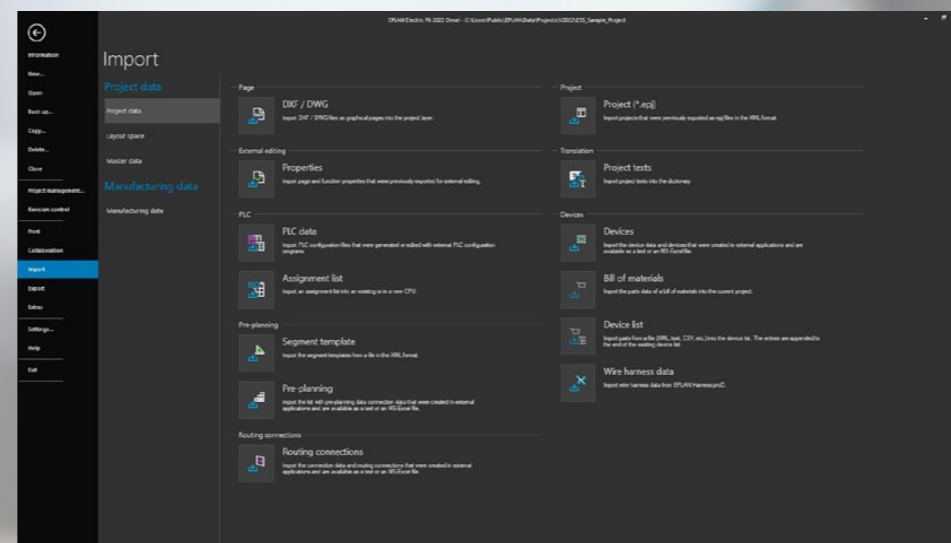 EPLAN Electric P8 2022 Drive! - C:\Users\Public\EPLAN\Data\Projects\V2022\ESS_Sample_Project
Import
Information
New...
Open
Back up...
Copy...
Delete...
Close
Project management...
Revision control
Print
Collaboration
Import
Export
Extras
Settings...
Help
Exit
Project data
Project data
Layout space
Master data
Manufacturing data
Manufacturing data
Page
DXF / DWG
Import DXF / DWG files as graphical pages into the project layer.
External editing
Properties
Import page and function properties that were previously exported for external editing.
PLC
PLC data
Import PLC configuration files that were generated or edited with external PLC configuration
programs.
Assignment list
Import an assignment list into an existing or in a new CPU.
Pre-planning
Segment template
Import the segment templates from a file in the XML format.
Pre-planning
Import the list with pre-planning data connection data that were created in external
applications and are available as a text or an MS Excel file.
Routing connections
Routing connections
Import the connection data and routing connections that were created in external
applications and are available as a text or an MS Excel file.
Project
Project (*.epj)
Import projects that were previously exported as epj files in the XML format.
Translation
Project texts
Import project texts into the dictionary.
Devices
Devices
Import the device data and devices that were created in external applications and are
available as a text or an MS-Excel file.
Bill of materials
Import the parts data of a bill of materials into the current project.
Device list
Import parts from a file (XML, text, CSV, etc.) into the device list. The entries are appended to
the end of the existing device list.
Wire harness data
Import wire harness data from EPLAN Harness proD.